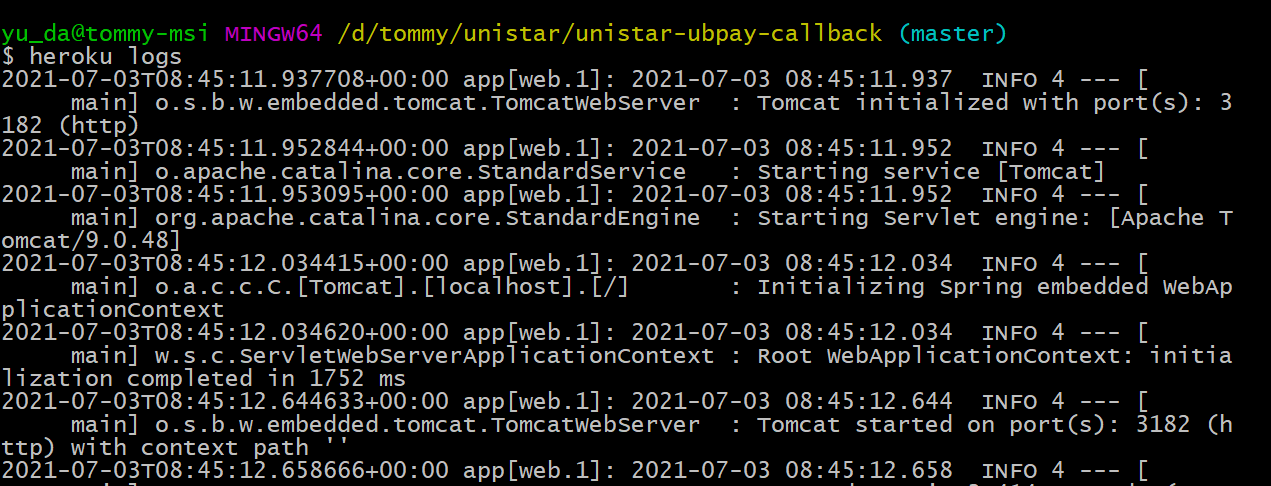 yu_da@tommy-msi MINGW64 /d/tommy/unistar/unistar-ubpay-callback (master)
$ heroku logs
2021-07-03T08:45:11.937708+00:00 app[web.1]: 2021-07-03 08:45:11.937  INFO 4 --- [
      main] o.s.b.w.embedded.tomcat.TomcatWebServer  : Tomcat initialized with port(s): 3
182 (http)
2021-07-03T08:45:11.952844+00:00 app[web.1]: 2021-07-03 08:45:11.952  INFO 4 --- [
      main] o.apache.catalina.core.StandardService   : Starting service [Tomcat]
2021-07-03T08:45:11.953095+00:00 app[web.1]: 2021-07-03 08:45:11.952  INFO 4 --- [
      main] org.apache.catalina.core.StandardEngine  : Starting Servlet engine: [Apache T
omcat/9.0.48]
2021-07-03T08:45:12.034415+00:00 app[web.1]: 2021-07-03 08:45:12.034  INFO 4 --- [
      main] o.a.c.c.C.[Tomcat].[localhost].[/]       : Initializing Spring embedded WebAp
plicationContext
2021-07-03T08:45:12.034620+00:00 app[web.1]: 2021-07-03 08:45:12.034  INFO 4 --- [
      main] w.s.c.ServletWebServerApplicationContext : Root WebApplicationContext: initia
lization completed in 1752 ms
2021-07-03T08:45:12.644633+00:00 app[web.1]: 2021-07-03 08:45:12.644  INFO 4 --- [
      main] o.s.b.w.embedded.tomcat.TomcatWebServer  : Tomcat started on port(s): 3182 (h
ttp) with context path ''
2021-07-03T08:45:12.658666+00:00 app[web.1]: 2021-07-03 08:45:12.658  INFO 4 --- [